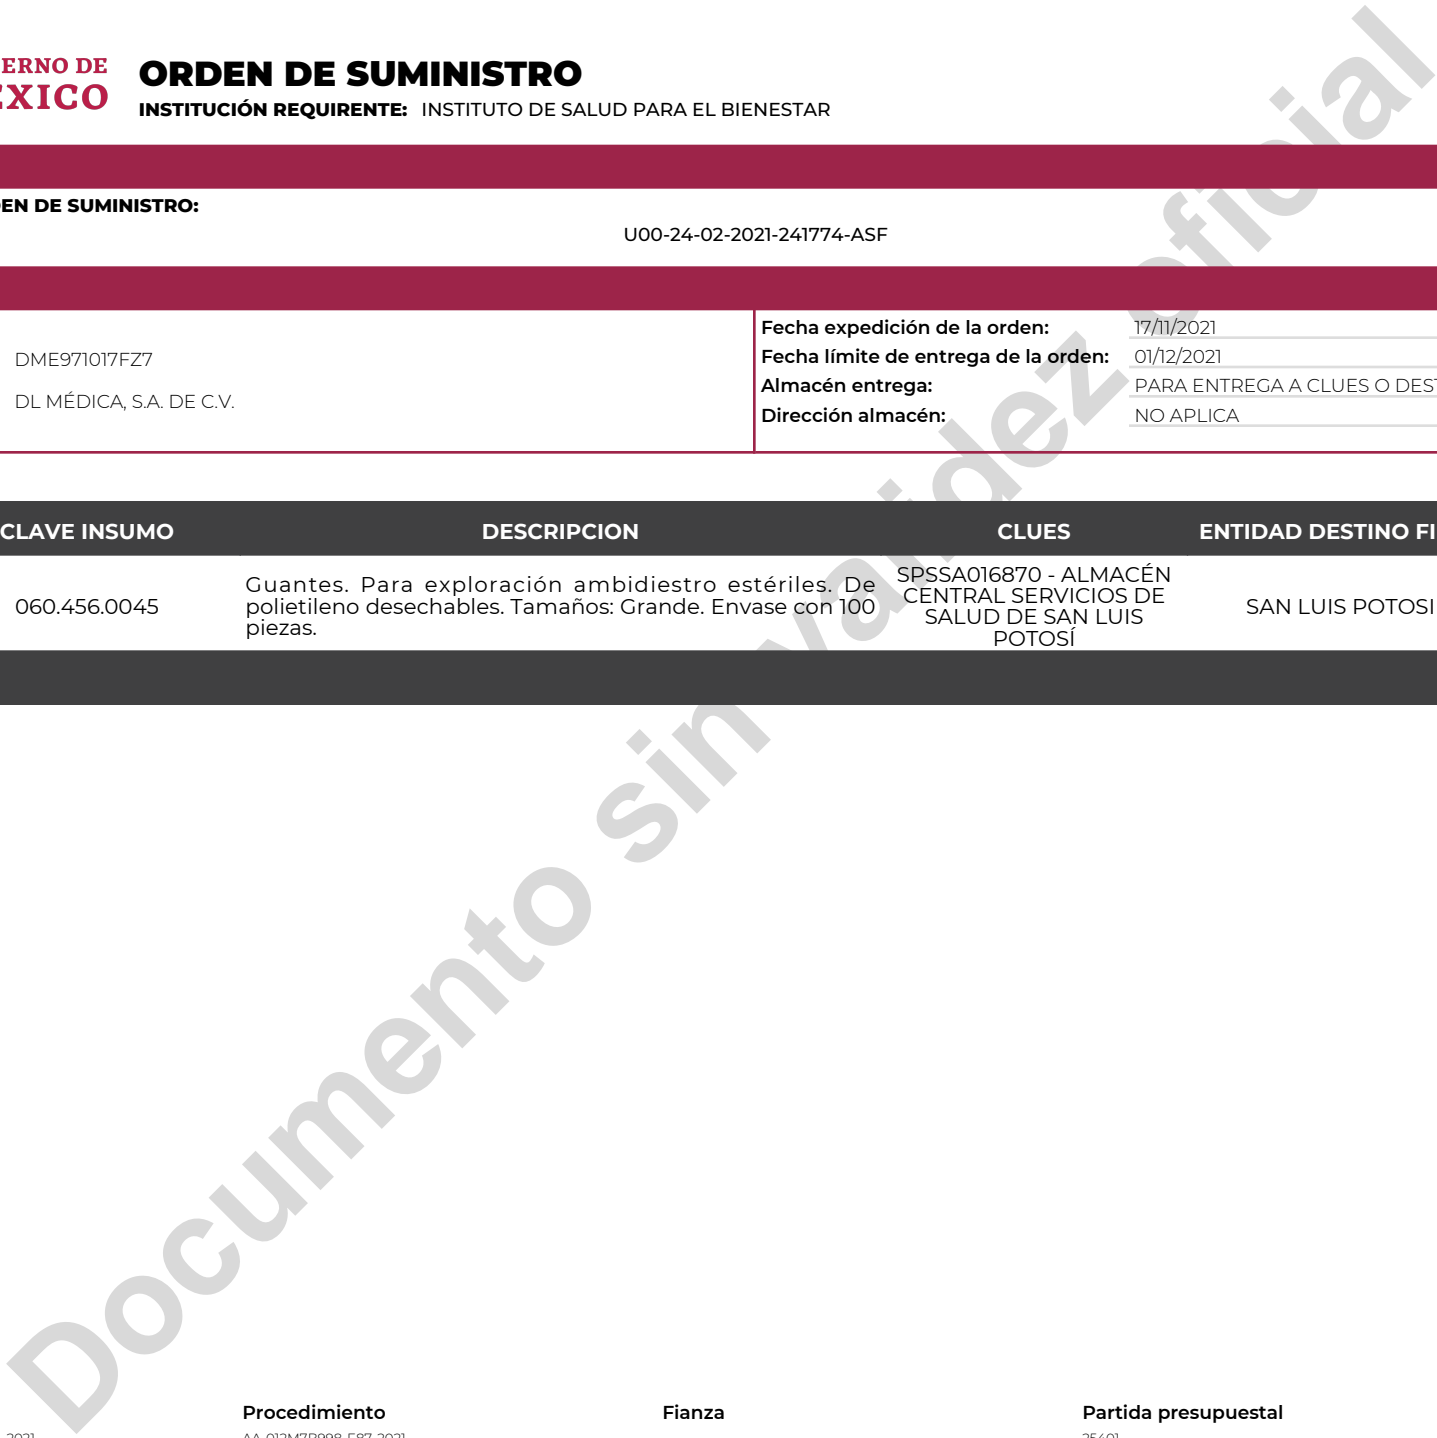 ERNO DE
EXICO
ORDEN DE SUMINISTRO
INSTITUCIÓN REQUIRENTE: INSTITUTO DE SALUD PARA EL BIENESTAR
EN DE SUMINISTRO:
U00-24-02-2021-241774-ASF
DME971017FZ7
DL MÉDICA, S.A. DE C.V.
Fecha expedición de la orden: 17/11/2021
Fecha límite de entrega de la orden: 01/12/2021
Almacén entrega: PARA ENTREGA A CLUES O DEST
Dirección almacén: NO APLICA
CLAVE INSUMO DESCRIPCION CLUES ENTIDAD DESTINO FI
060.456.0045
Guantes. Para exploración ambidiestro estériles. De
polietileno desechables. Tamaños: Grande. Envase con 100
piezas.
SPSSA016870 - ALMACÉN
CENTRAL SERVICIOS DE
SALUD DE SAN LUIS
POTOSÍ
SAN LUIS POTOSI
Documento sin validez oficial
Procedimiento Fianza Partida presupuestal